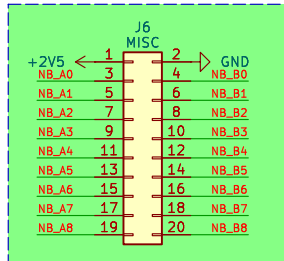 J6
MISC
+2V5 1 2 GND
NB_A0 3 4 NB_B0
NB_A1 5 6 NB_B1
NB_A2 7 8 NB_B2
NB_A3 9 10 NB_B3
NB_A4 11 12 NB_B4
NB_A5 13 14 NB_B5
NB_A6 15 16 NB_B6
NB_A7 17 18 NB_B7
NB_A8 19 20 NB_B8